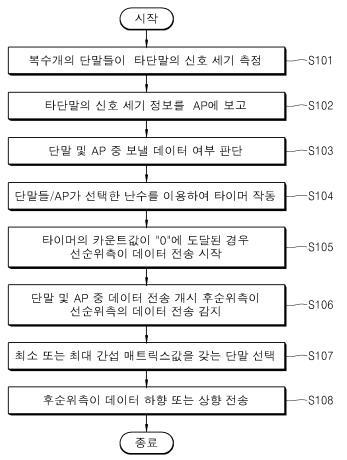 시작
복수개의 단말들이 타단말의 신호 세기 측정
S101
타단말의 신호 세기 정보를 AP에 보고
S102
단말 및 AP 중 보낼 데이터 여부 판단
S103
단말들/AP가 선택한 난수를 이용하여 타이머 작동
S104
타이머의 카운트값이 "0"에 도달된 경우
선순위측이 데이터 전송 시작
S105
단말 및 AP 중 데이터 전송 개시 후순위측이
선순위측의 데이터 전송 감지
S106
최소 또는 최대 간섭 매트릭스값을 갖는 단말 선택
S107
후순위측이 데이터 하향 또는 상향 전송
S108
종료